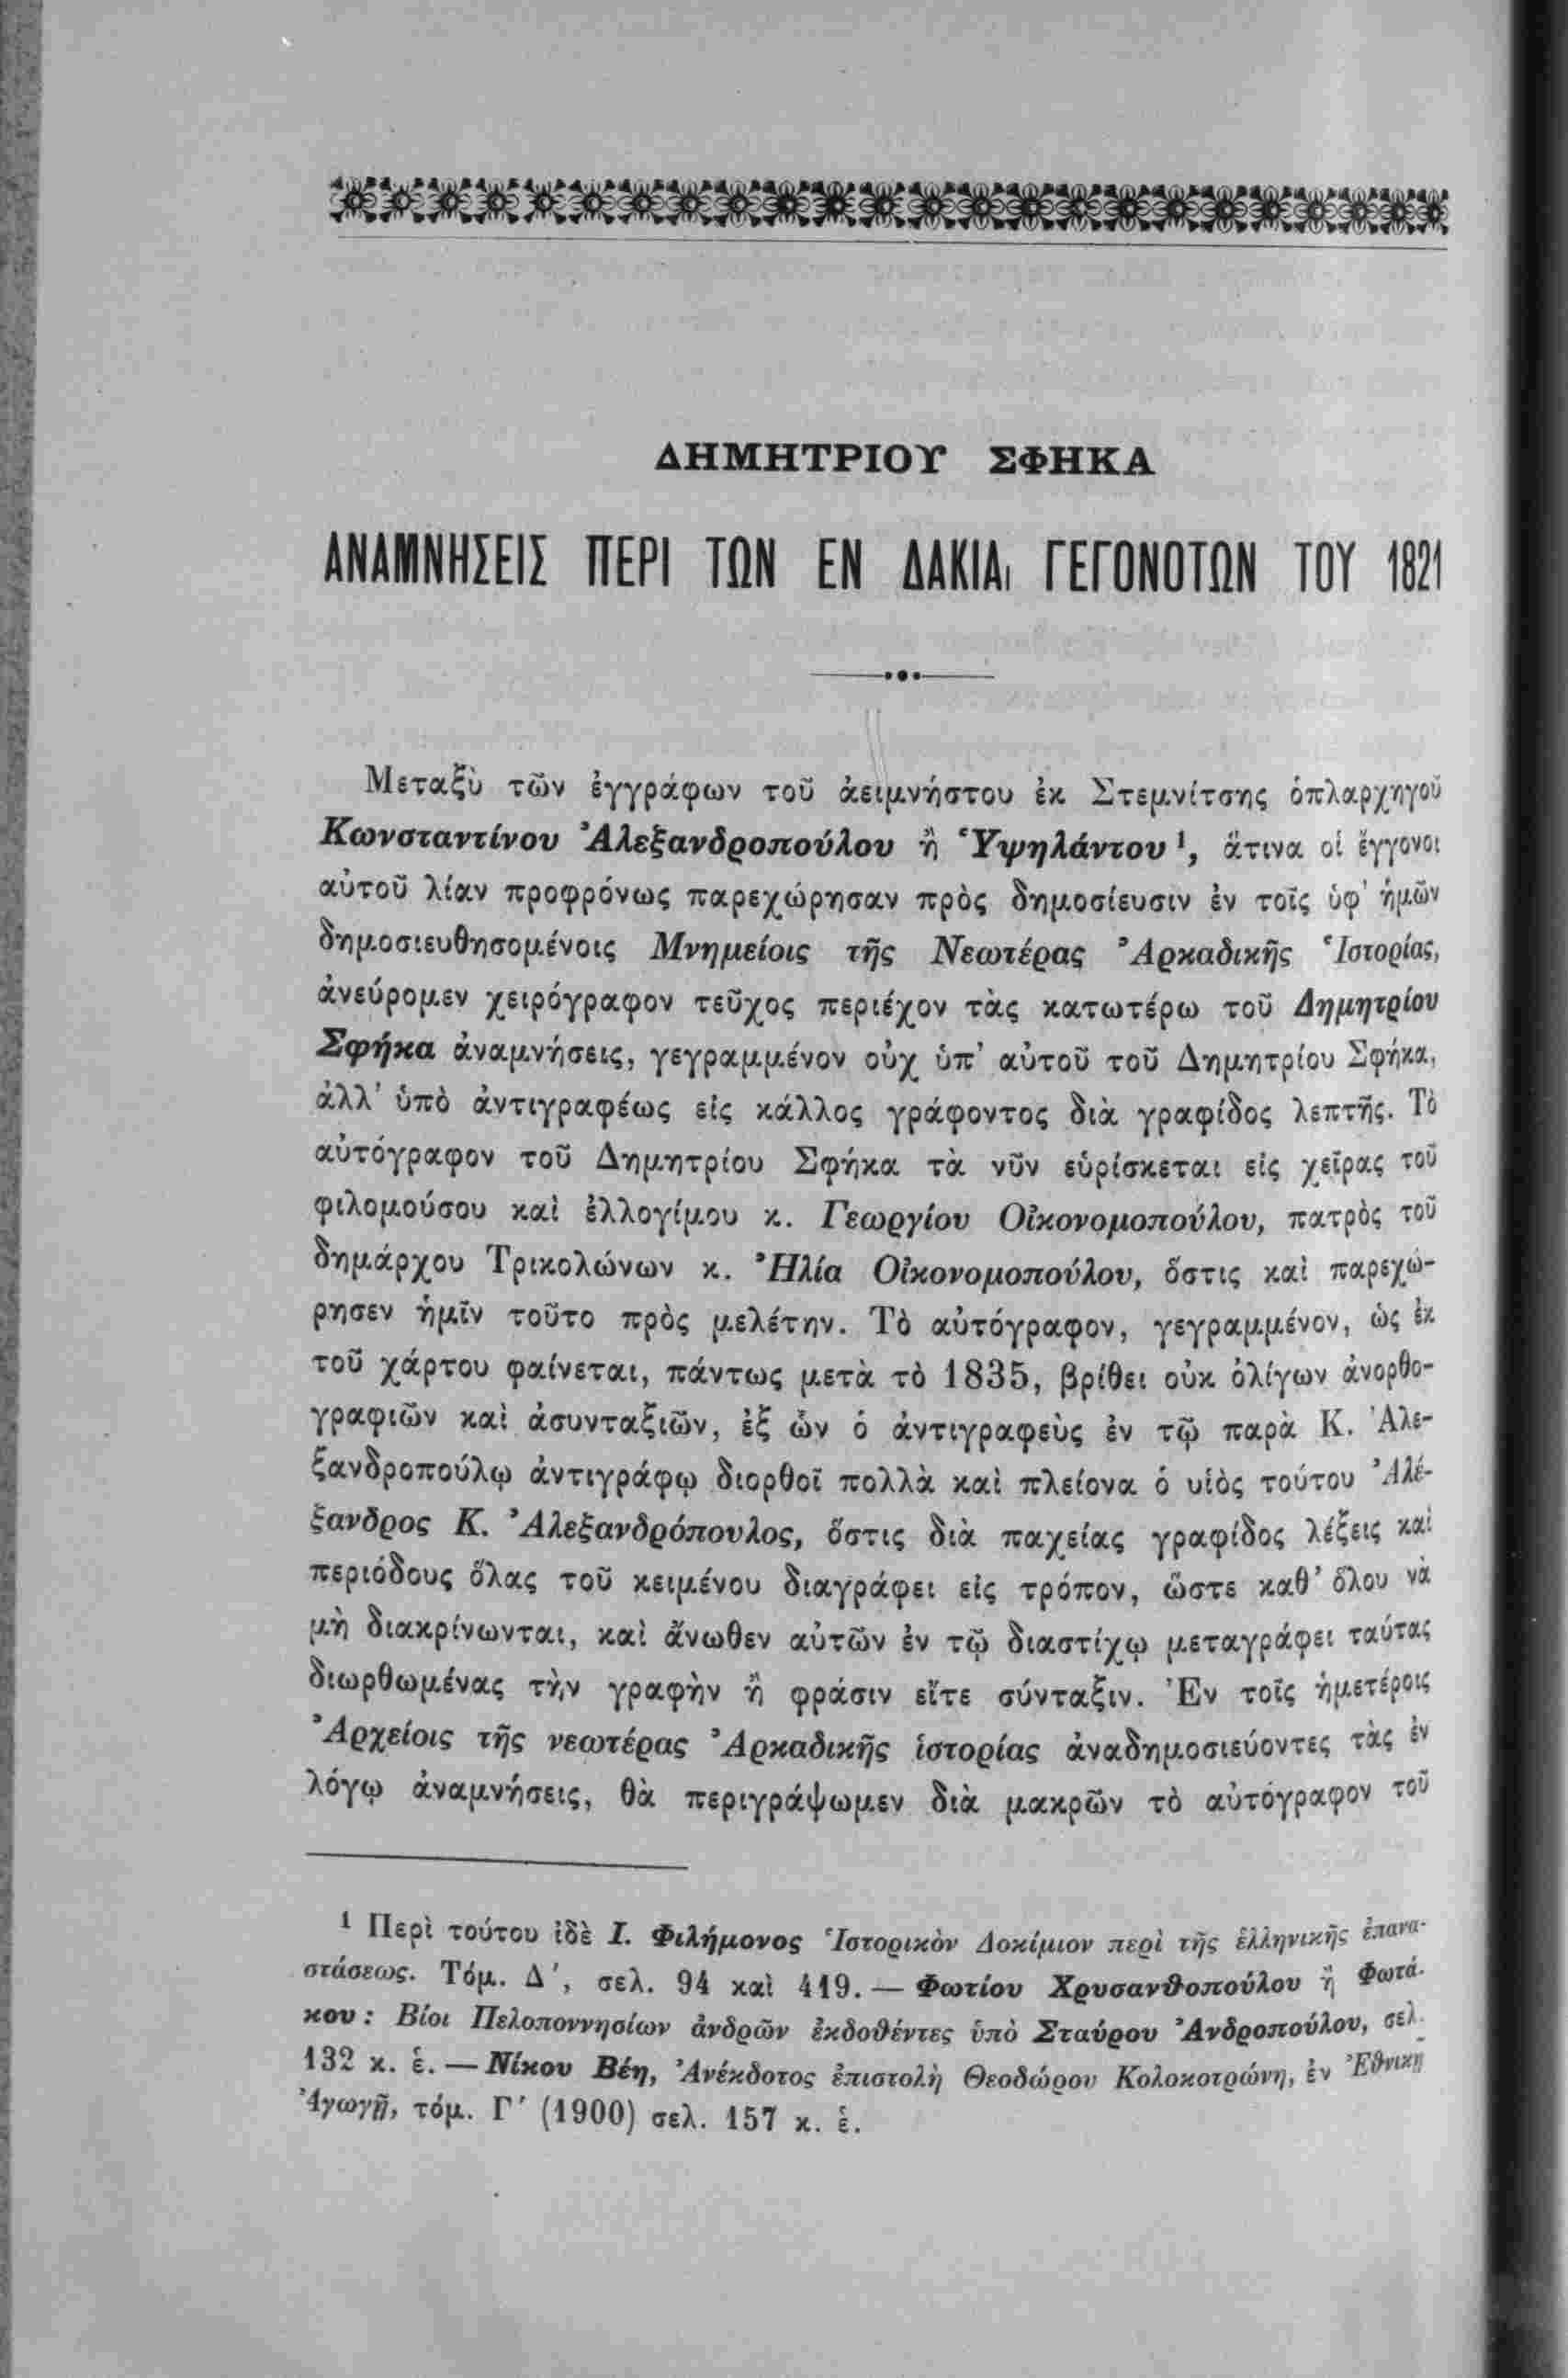 ΔΗΜΗΤΡΙΟΥ ΣΦΗΚΑ
ΑΝΑΜΝΗΣΕΙΣ ΠΕΡΙ ΤΩΝ ΕΝ ΔΑΚΙΑι ΓΕΓΟΝΟΤΩΝ ΤΟΥ 1821
Μεταξὺ τῶν ἐγγράφων τοῦ ἀειμνήστου ἐκ Στεμνίτσης ὁπλαρχηγοῦ
Κωνσταντίνου Ἀλεξανδροπούλου ἢ Ὑψηλάντου ¹, ἅτινα οἱ ἔγγονοι
αὐτοῦ λίαν προφρόνως παρεχώρησαν πρὸς δημοσίευσιν ἐν τοῖς ὑφ' ἡμῶν
δημοσιευθησομένοις Μνημείοις τῆς Νεωτέρας Ἀρκαδικῆς Ἱστορίας,
ἀνεύρομεν χειρόγραφον τεῦχος περιέχον τὰς κατωτέρω τοῦ Δημητρίου
Σφήκα ἀναμνήσεις, γεγραμμένον οὐχ ὑπ' αὐτοῦ τοῦ Δημητρίου Σφήκα,
ἀλλ' ὑπὸ ἀντιγραφέως εἰς κάλλος γράφοντος διὰ γραφίδος λεπτῆς. Τὸ
αὐτόγραφον τοῦ Δημητρίου Σφήκα τὰ νῦν εὑρίσκεται εἰς χεῖρας τοῦ
φιλομούσου καὶ ἐλλογίμου κ. Γεωργίου Οἰκονομοπούλου, πατρὸς τοῦ
δημάρχου Τρικολώνων κ. Ἠλία Οἰκονομοπούλου, ὅστις καὶ παρεχώ-
ρησεν ἡμῖν τοῦτο πρὸς μελέτην. Τὸ αὐτόγραφον, γεγραμμένον, ὡς ἐκ
τοῦ χάρτου φαίνεται, πάντως μετὰ τὸ 1835, βρίθει οὐκ ὀλίγων ἀνορθο-
γραφιῶν καὶ ἀσυνταξιῶν, ἐξ ὧν ὁ ἀντιγραφεὺς ἐν τῷ παρὰ Κ. Ἀλε-
ξανδροπούλῳ ἀντιγράφῳ διορθοῖ πολλὰ καὶ πλείονα ὁ υἱὸς τούτου Ἀλέ-
ξανδρος Κ. Ἀλεξανδρόπουλος, ὅστις διὰ παχείας γραφίδος λέξεις καὶ
περιόδους ὅλας τοῦ κειμένου διαγράφει εἰς τρόπον, ὥστε καθ' ὅλου νὰ
μὴ διακρίνωνται, καὶ ἄνωθεν αὐτῶν ἐν τῷ διαστίχῳ μεταγράφει ταύτας
διωρθωμένας τὴν γραφὴν ἢ φράσιν εἴτε σύνταξιν. Ἐν τοῖς ἡμετέροις
Ἀρχείοις τῆς νεωτέρας Ἀρκαδικῆς ἱστορίας ἀναδημοσιεύοντες τὰς ἐν
λόγῳ ἀναμνήσεις, θὰ περιγράψωμεν διὰ μακρῶν τὸ αὐτόγραφον τοῦ
¹ Περὶ τούτου ἰδὲ Ι. Φιλήμονος Ἱστορικὸν Δοκίμιον περὶ τῆς ἑλληνικῆς ἐπανα-
στάσεως. Τόμ. Δ', σελ. 94 καὶ 419. — Φωτίου Χρυσανθοπούλου ἢ Φωτά-
κου: Βίοι Πελοποννησίων ἀνδρῶν ἐκδοθέντες ὑπὸ Σταύρου Ἀνδροπούλου, σελ.
132 κ. ἑ. — Νίκου Βέη, Ἀνέκδοτος ἐπιστολὴ Θεοδώρου Κολοκοτρώνη, ἐν Ἐθνικῇ
Ἀγωγῇ, τόμ. Γ' (1900) σελ. 157 κ. ἑ.